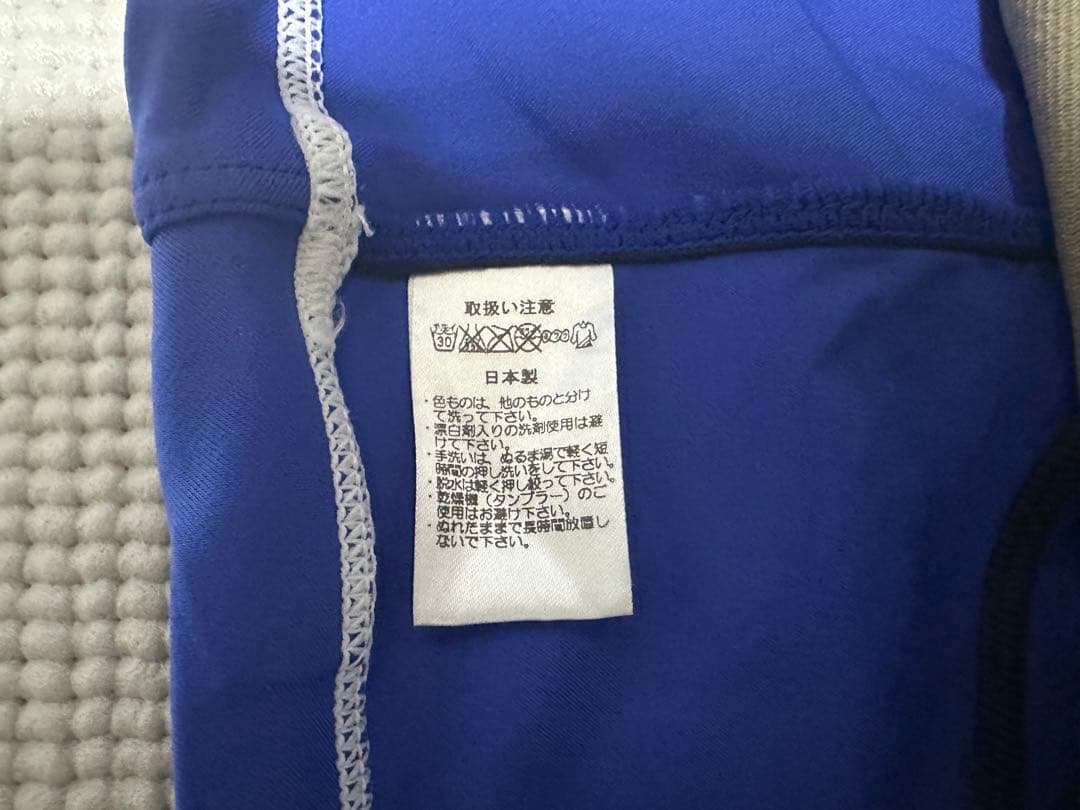 取扱い注意
手洗イ
30
日本製
・色ものは、他のものと分け
て洗って下さい。
・漂白剤入りの洗剤使用は避
けて下さい。
・手洗いは、ぬるま湯で軽く短
時間の押し洗いをして下さい。
・脱水は軽く押し絞って下さい。
・乾燥機（タンブラー）のご
使用はお避け下さい。
・ぬれたままで長時間放置し
ないで下さい。